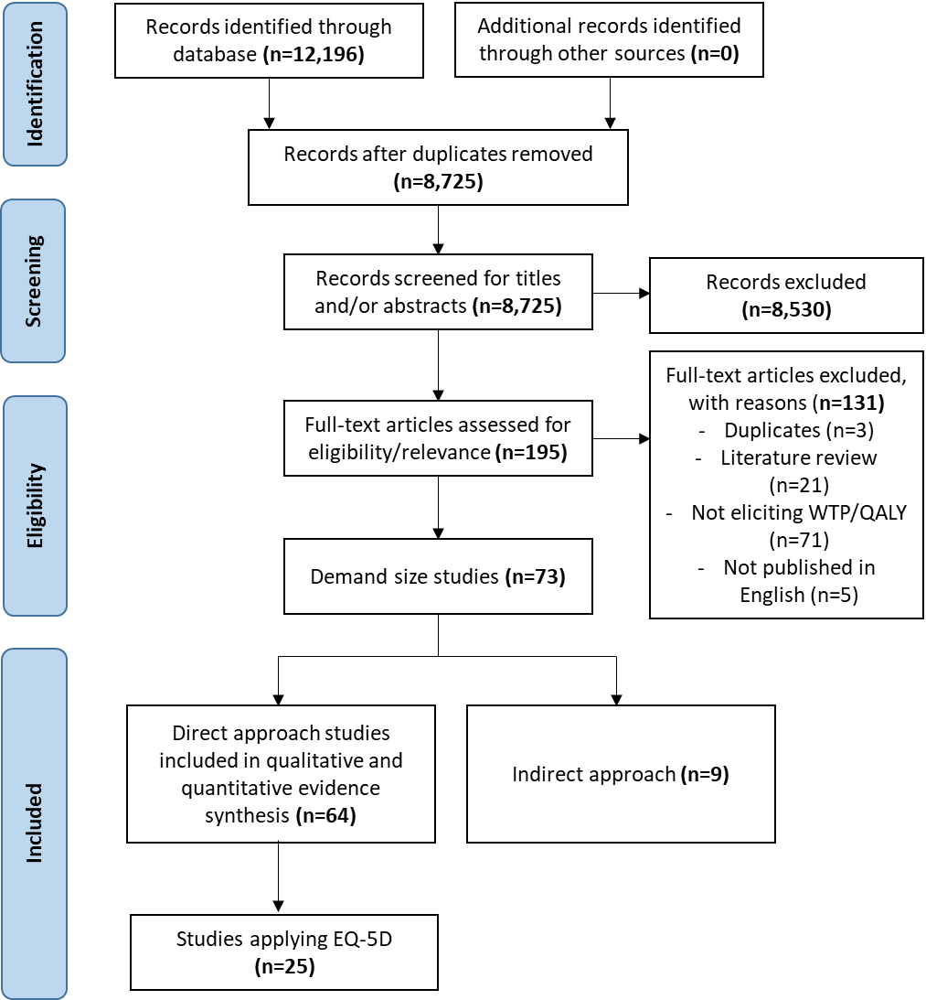 Identification
Records identified through
database (n=12,196)
Additional records identified
through other sources (n=0)
Records after duplicates removed
(n=8,725)
Screening
Records screened for titles
and/or abstracts (n=8,725)
Records excluded
(n=8,530)
Eligibility
Full-text articles assessed for
eligibility/relevance (n=195)
Full-text articles excluded,
with reasons (n=131)
- Duplicates (n=3)
- Literature review
(n=21)
- Not eliciting WTP/QALY
(n=71)
- Not published in
English (n=5)
Demand size studies (n=73)
Included
Direct approach studies
included in qualitative and
quantitative evidence
synthesis (n=64)
Indirect approach (n=9)
Studies applying EQ-5D
(n=25)